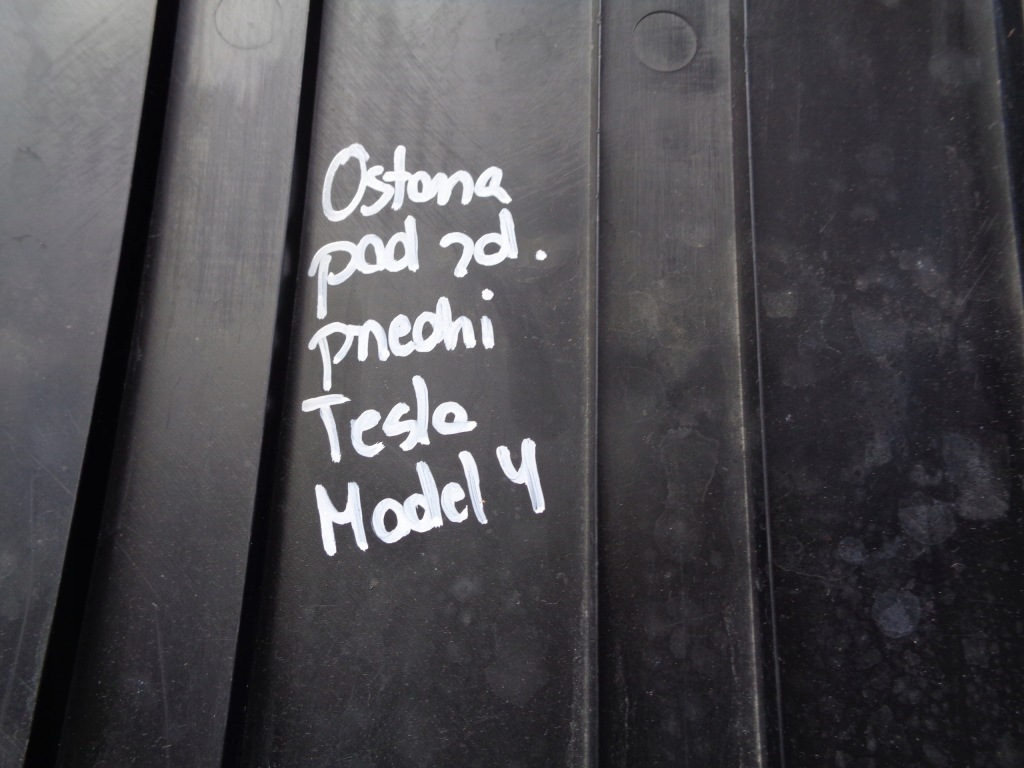 Ostona
pod zd.
pnedni
Tesla
Model Y